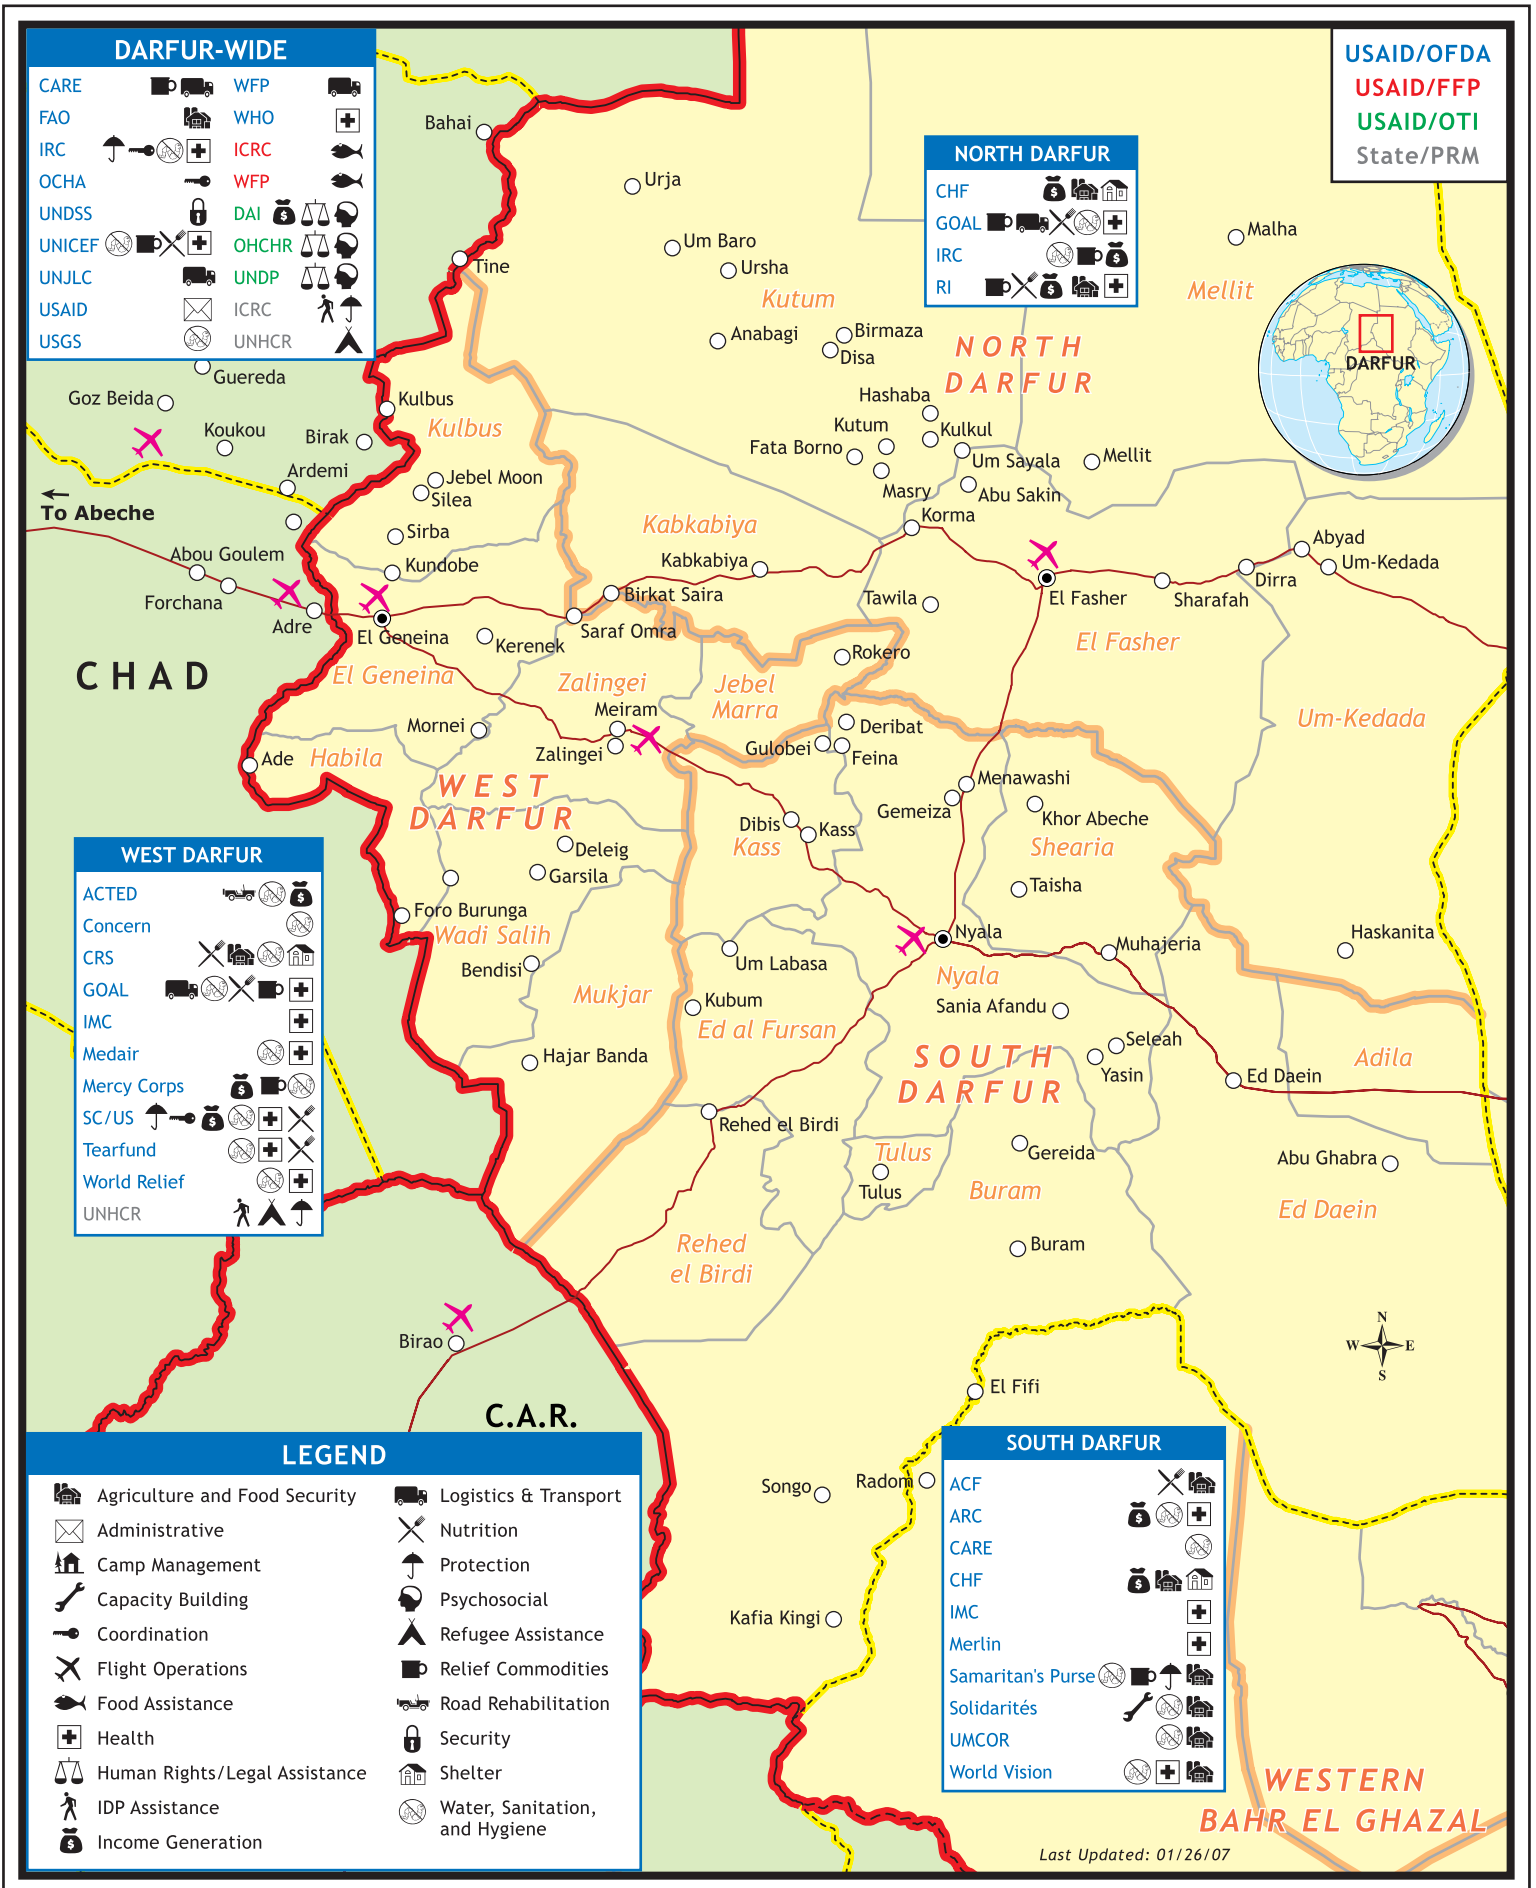 DARFUR-WIDE
CARE
FAO
IRC
OCHA
UNDSS
UNICEF
UNJLC
USAID
USGS
WFP
WHO
ICRC
WFP
DAI
OHCHR
UNDP
ICRC
UNHCR
USAID/OFDA
USAID/FFP
USAID/OTI
State/PRM
NORTH DARFUR
CHF
GOAL
IRC
RI
Bahai
Urja
Um Baro
Ursha
Kutum
Tine
Malha
Mellit
Anabagi
Birmaza
Disa
NORTH
DARFUR
DARFUR
Guereda
Goz Beida
Koukou
Birak
Kulbus
Kulbus
Hashaba
Kutum
Kulkul
Fata Borno
Um Sayala
Mellit
Masry
Abu Sakin
Ardemi
Jebel Moon
Silea
To Abeche
Sirba
Kabkabiya
Korma
Abou Goulem
Kundobe
Kabkabiya
Abyad
Um-Kedada
Dirra
Forchana
Adre
El Geneina
Birkat Saira
Saraf Omra
Tawila
El Fasher
Sharafah
Kerenek
El Fasher
CHAD
El Geneina
Zalingei
Jebel
Marra
Rokero
Um-Kedada
Mornei
Meiram
Zalingei
Gulobei
Deribat
Feina
Ade
Habila
WEST
DARFUR
Menawashi
Gemeiza
Khor Abeche
Shearia
Dibis
Kass
Kass
Deleig
Garsila
Taisha
WEST DARFUR
ACTED
Concern
CRS
GOAL
IMC
Medair
Mercy Corps
SC/US
Tearfund
World Relief
UNHCR
Foro Burunga
Wadi Salih
Bendisi
Mukjar
Um Labasa
Nyala
Nyala
Muhajeria
Haskanita
Kubum
Ed al Fursan
Sania Afandu
Hajar Banda
SOUTH
DARFUR
Seleah
Yasin
Ed Daein
Adila
Rehed el Birdi
Tulus
Tulus
Gereida
Buram
Abu Ghabra
Ed Daein
Rehed
el Birdi
Buram
Birao
C.A.R.
El Fifi
N
W
E
S
Songo
Radom
Kafia Kingi
LEGEND
Agriculture and Food Security
Administrative
Camp Management
Capacity Building
Coordination
Flight Operations
Food Assistance
Health
Human Rights/Legal Assistance
IDP Assistance
Income Generation
Logistics & Transport
Nutrition
Protection
Psychosocial
Refugee Assistance
Relief Commodities
Road Rehabilitation
Security
Shelter
Water, Sanitation,
and Hygiene
SOUTH DARFUR
ACF
ARC
CARE
CHF
IMC
Merlin
Samaritan's Purse
Solidarités
UMCOR
World Vision
WESTERN
BAHR EL GHAZAL
Last Updated: 01/26/07